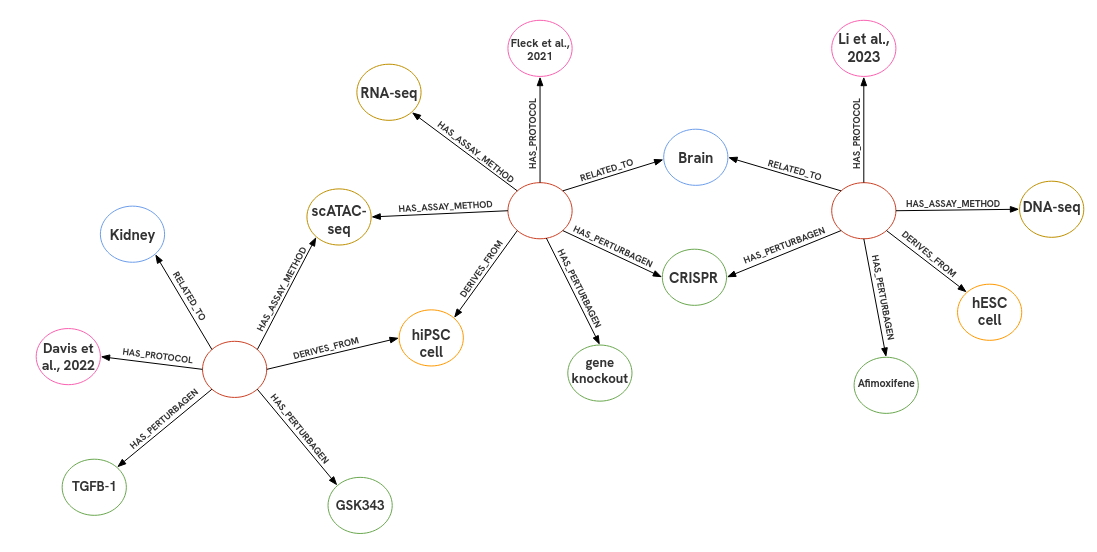 Fleck et al.,
2021
Li et al.,
2023
RNA-seq
HAS_PROTOCOL
HAS_PROTOCOL
HAS_ASSAY_METHOD
Brain
RELATED_TO
RELATED_TO
scATAC-
seq
HAS_ASSAY_METHOD
HAS_ASSAY_METHOD
DNA-seq
Kidney
HAS_PERTURBAGEN
HAS_PERTURBAGEN
DERIVES_FROM
DERIVES_FROM
HAS_ASSAY_METHOD
RELATED_TO
CRISPR
HAS_PERTURBAGEN
HAS_PERTURBAGEN
hESC
cell
hiPSC
cell
DERIVES_FROM
Davis et
al., 2022
HAS_PROTOCOL
gene
knockout
Afimoxifene
HAS_PERTURBAGEN
HAS_PERTURBAGEN
TGFB-1
GSK343